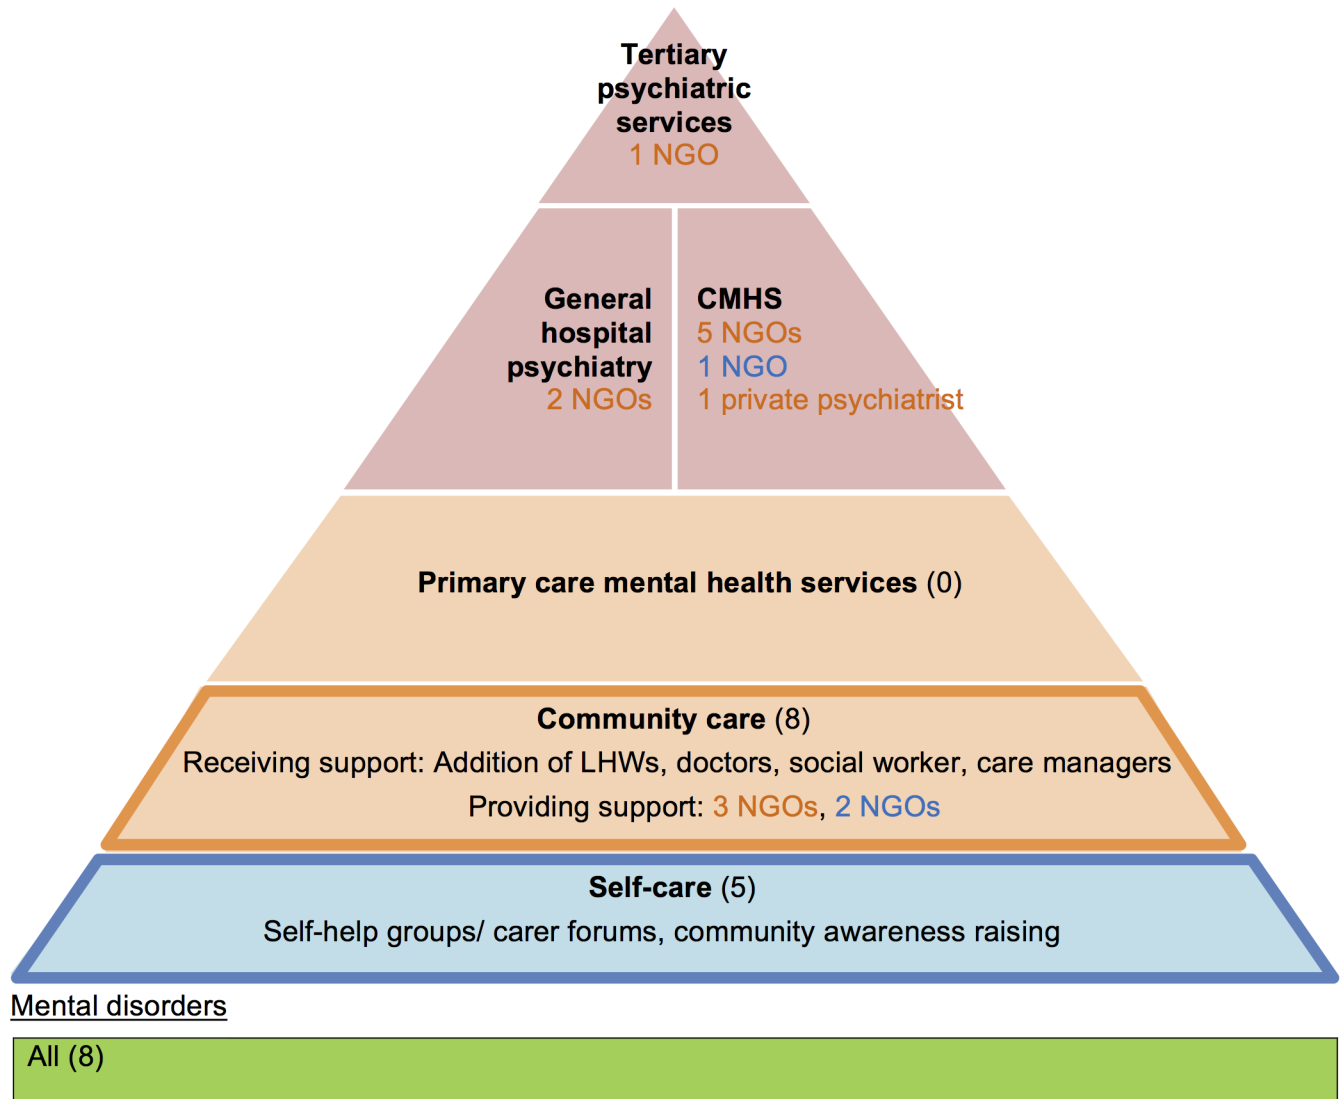 Tertiary
psychiatric
services
1 NGO
General
hospital
psychiatry
2 NGOs
CMHS
5 NGOs
1 NGO
1 private psychiatrist
Primary care mental health services (0)
Community care (8)
Receiving support: Addition of LHWs, doctors, social worker, care managers
Providing support: 3 NGOs, 2 NGOs
Self-care (5)
Self-help groups/ carer forums, community awareness raising
Mental disorders
All (8)